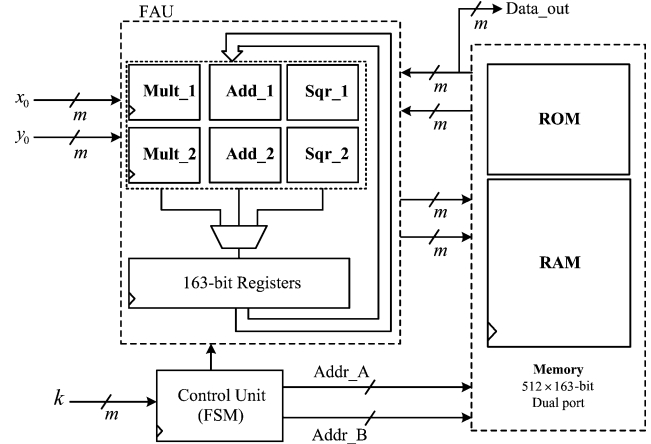 FAU
m
Data_out
Mult_1
Add_1
Sqr_1
m
ROM
x0
m
m
y0
m
Mult_2
Add_2
Sqr_2
m
m
RAM
163-bit Registers
Memory
512 × 163-bit
Dual port
Addr_A
k
m
Control Unit
(FSM)
Addr_B